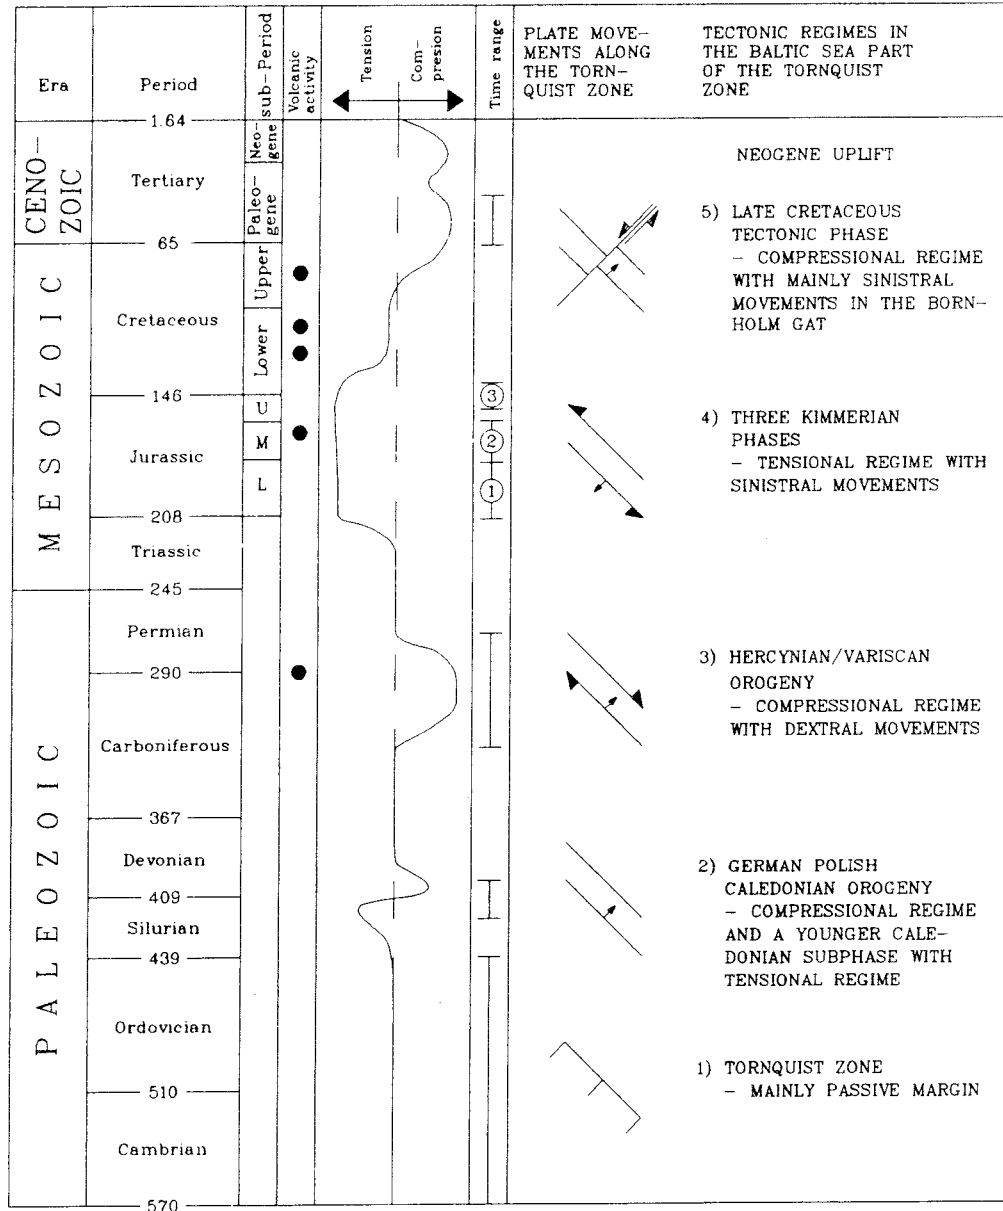 Era
Period
sub-Period
Volcanic
activity
Tension
Com-
presion
Time range
PLATE MOVE-
MENTS ALONG
THE TORN-
QUIST ZONE
TECTONIC REGIMES IN
THE BALTIC SEA PART
OF THE TORNQUIST
ZONE
CENO-
ZOIC
MESOZOIC
PALEOZOIC
1.64
Tertiary
65
Cretaceous
146
Jurassic
208
Triassic
245
Permian
290
Carboniferous
367
Devonian
409
Silurian
439
Ordovician
510
Cambrian
570
Neo-
gene
Paleo-
gene
Upper
Lower
U
M
L
3
2
1
NEOGENE UPLIFT
5) LATE CRETACEOUS
TECTONIC PHASE
- COMPRESSIONAL REGIME
WITH MAINLY SINISTRAL
MOVEMENTS IN THE BORN-
HOLM GAT
4) THREE KIMMERIAN
PHASES
- TENSIONAL REGIME WITH
SINISTRAL MOVEMENTS
3) HERCYNIAN/VARISCAN
OROGENY
- COMPRESSIONAL REGIME
WITH DEXTRAL MOVEMENTS
2) GERMAN POLISH
CALEDONIAN OROGENY
- COMPRESSIONAL REGIME
AND A YOUNGER CALE-
DONIAN SUBPHASE WITH
TENSIONAL REGIME
1) TORNQUIST ZONE
- MAINLY PASSIVE MARGIN